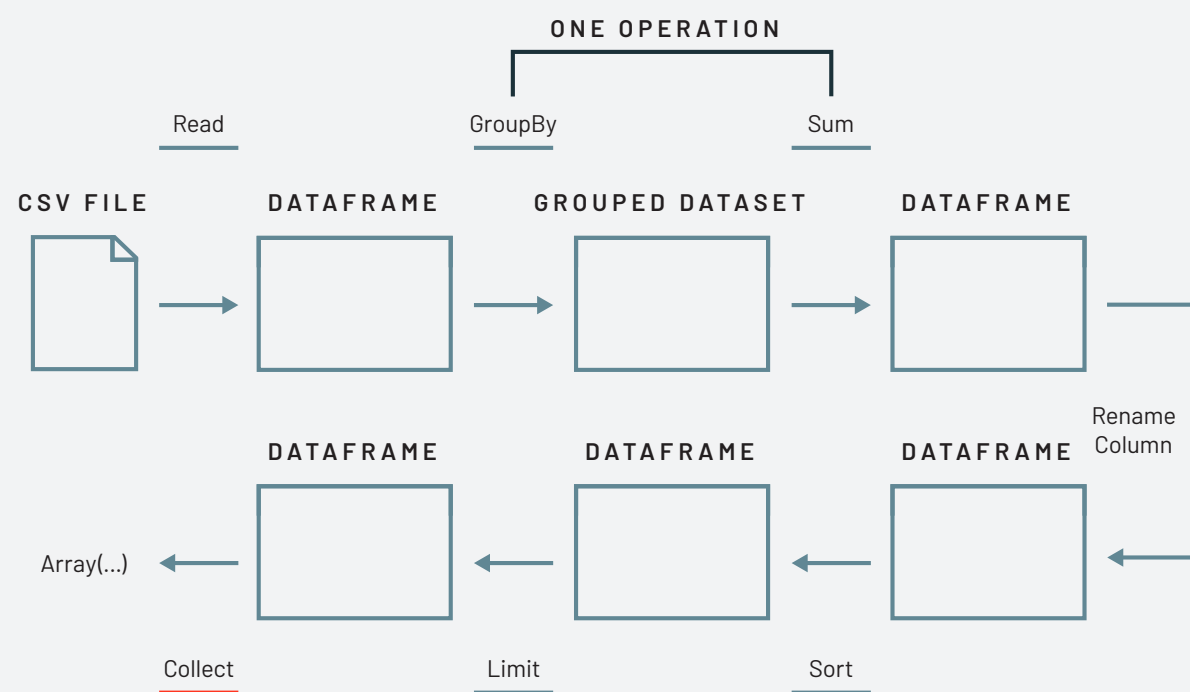 ONE OPERATION
Read
GroupBy
Sum
CSV FILE
DATAFRAME
GROUPED DATASET
DATAFRAME
Rename
Column
DATAFRAME
DATAFRAME
DATAFRAME
Array(...)
Collect
Limit
Sort